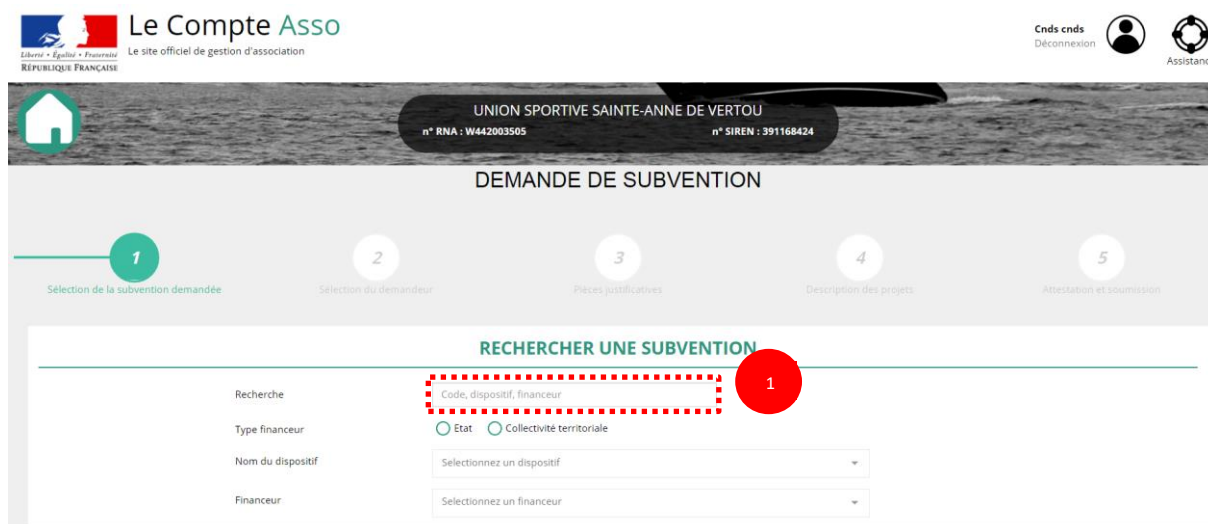 Le Compte Asso
Le site officiel de gestion d'association
Liberté • Égalité • Fraternité
RÉPUBLIQUE FRANÇAISE
Cnds cnds
Déconnexion
Assistanc
UNION SPORTIVE SAINTE-ANNE DE VERTOU
n° RNA : W442003505 n° SIREN : 391168424
DEMANDE DE SUBVENTION
1 2 3 4 5
Sélection de la subvention demandée Sélection du demandeur Pièces justificatives Description des projets Attestation et soumission
RECHERCHER UNE SUBVENTION
Recherche Code, dispositif, financeur 1
Type financeur Etat Collectivité territoriale
Nom du dispositif Selectionnez un dispositif
Financeur Selectionnez un financeur